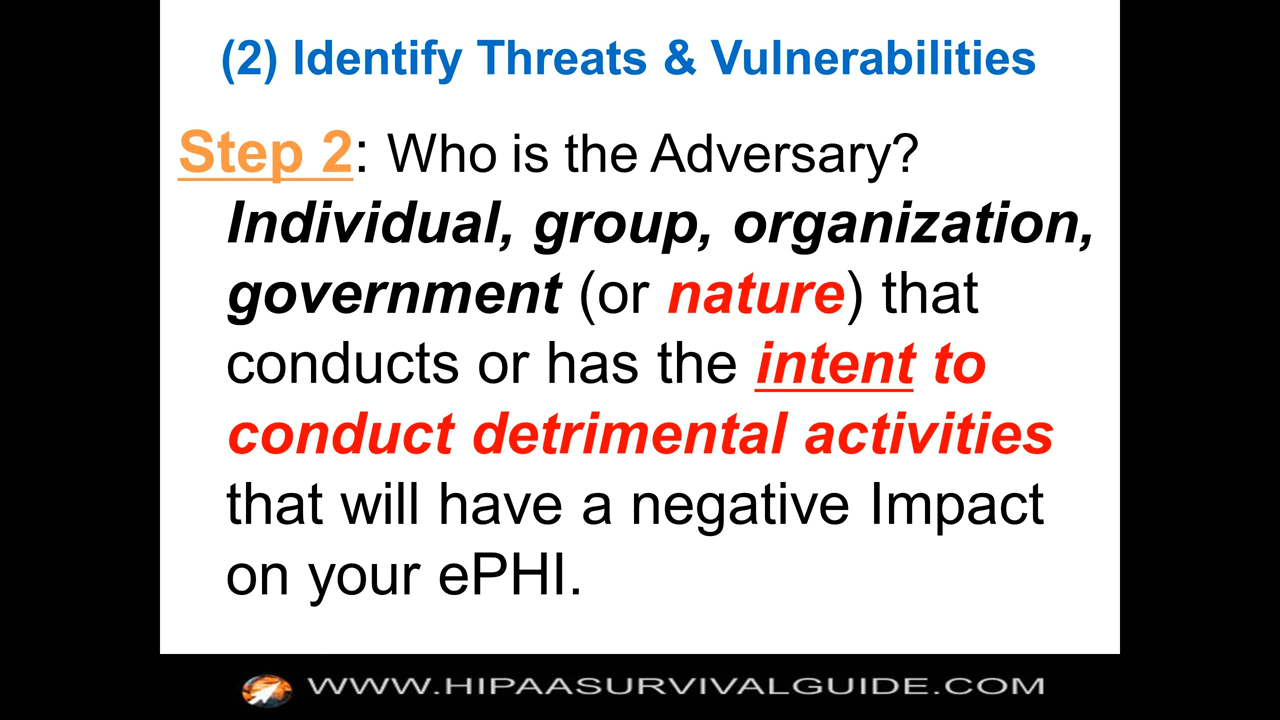 (2) Identify Threats & Vulnerabilities
Step 2: Who is the Adversary?
Individual, group, organization,
government (or nature) that
conducts or has the intent to
conduct detrimental activities
that will have a negative Impact
on your ePHI.
WWW.HIPAASURVIVALGUIDE.COM